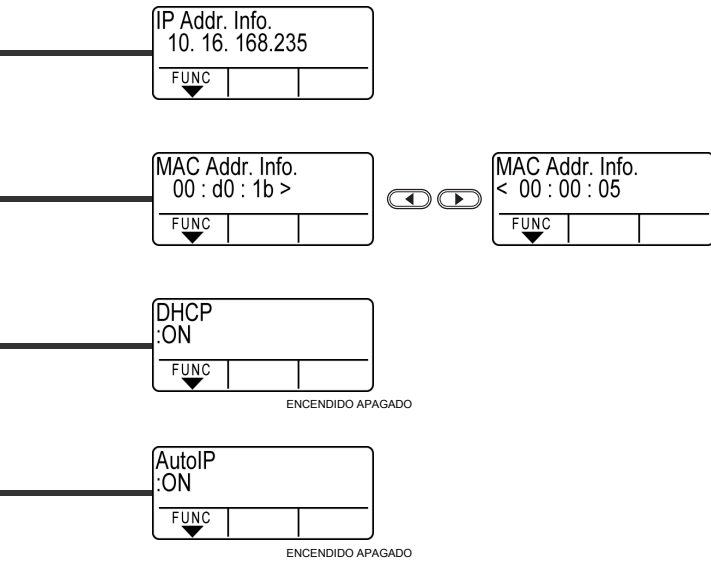 IP Addr. Info.
10. 16. 168.235
FUNC
MAC Addr. Info.
00 : d0 : 1b >
FUNC
MAC Addr. Info.
< 00 : 00 : 05
FUNC
DHCP
:ON
FUNC
ENCENDIDO APAGADO
AutoIP
:ON
FUNC
ENCENDIDO APAGADO